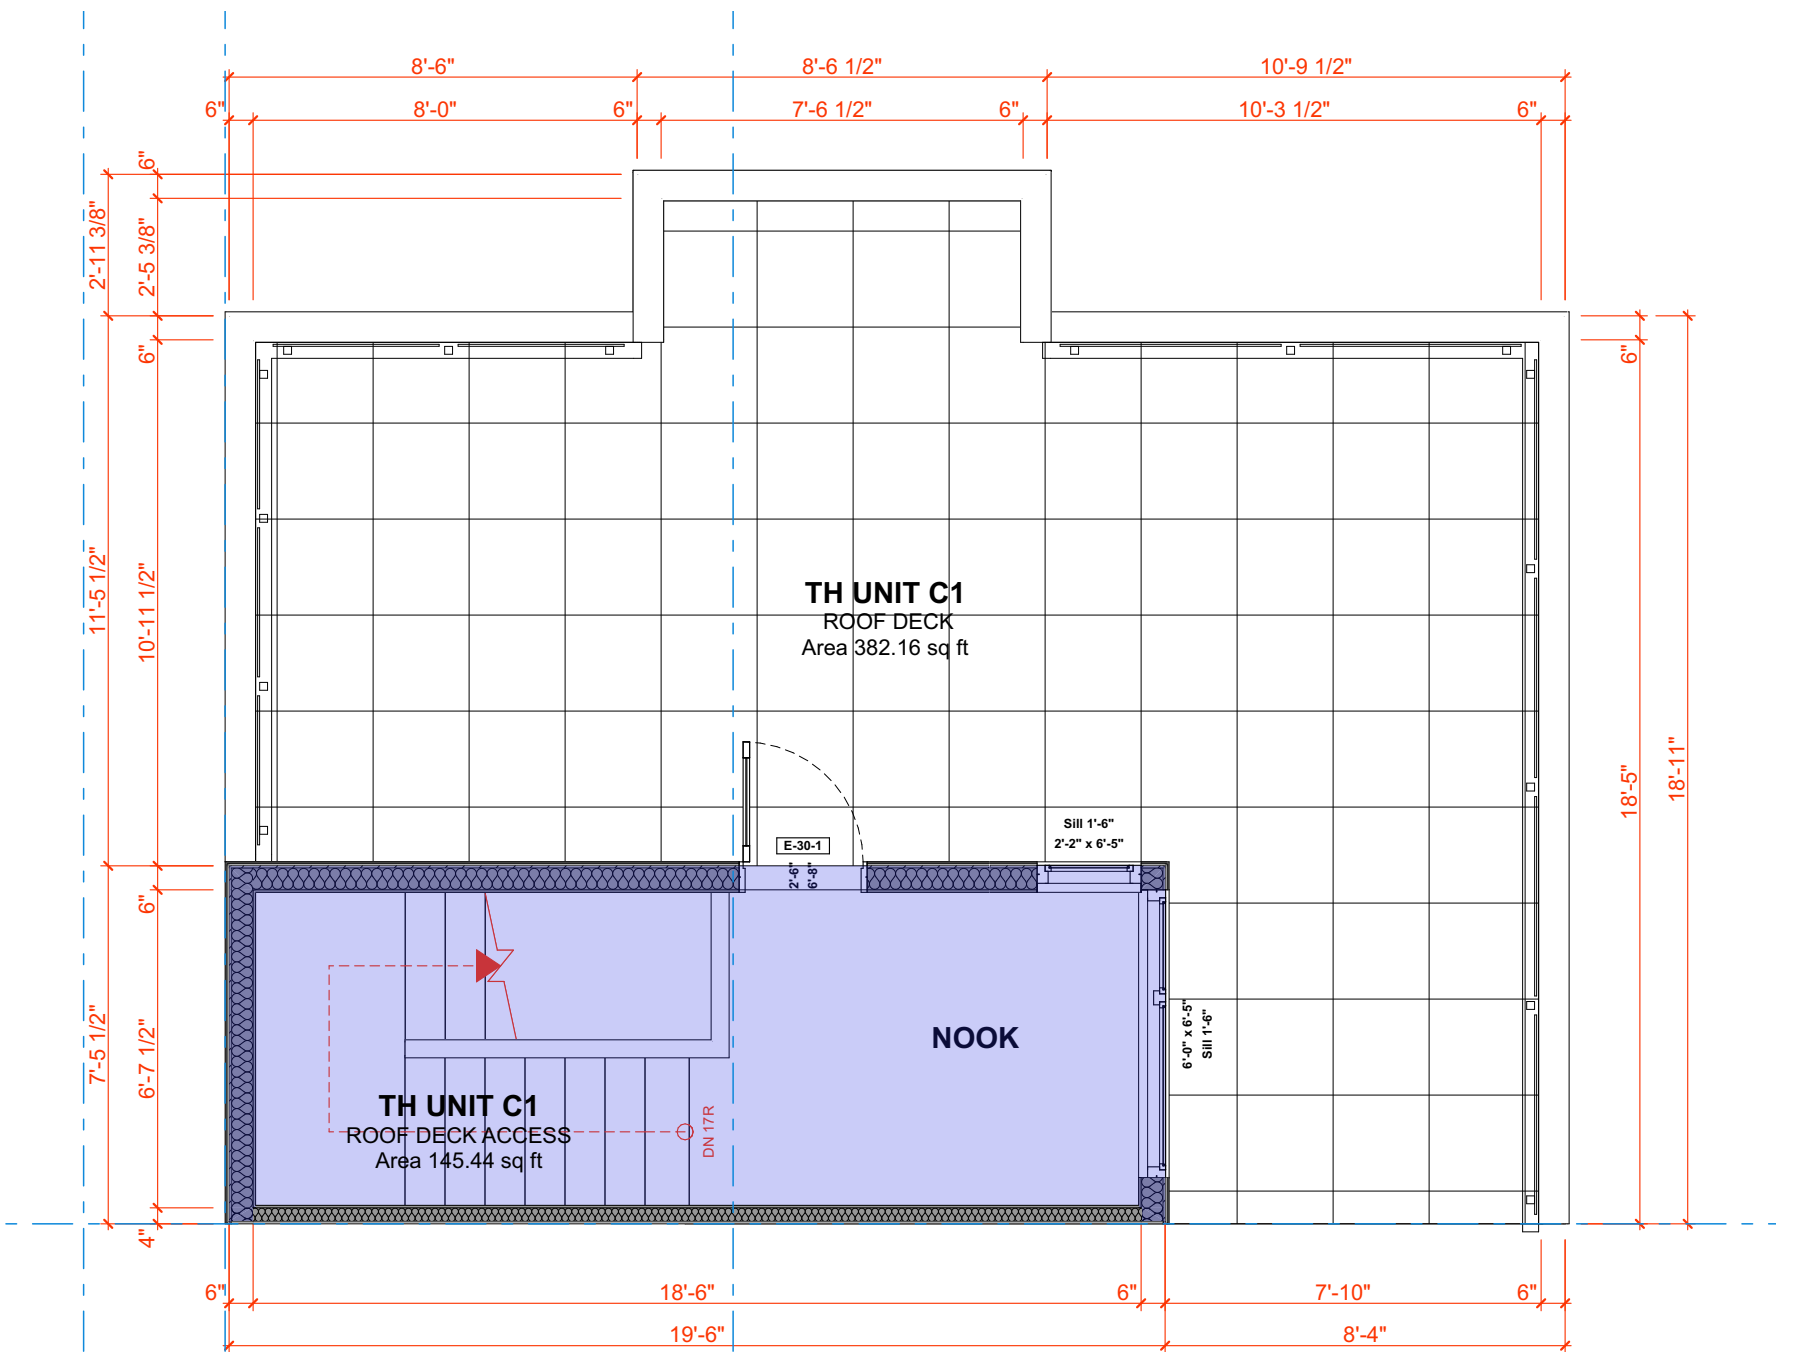 8'-6"
8'-6 1/2"
10'-9 1/2"
6"
8'-0"
6"
7'-6 1/2"
6"
10'-3 1/2"
6"
6"
2'-11 3/8"
2'-5 3/8"
6"
6"
11'-5 1/2"
10'-11 1/2"
TH UNIT C1
ROOF DECK
Area 382.16 sq ft
18'-5"
18'-11"
Sill 1'-6"
2'-2" x 6'-5"
E-30-1
2'-6"
6'-8"
6"
7'-5 1/2"
6'-7 1/2"
NOOK
6'-0" x 6'-5"
Sill 1'-6"
TH UNIT C1
ROOF DECK ACCESS
Area 145.44 sq ft
DN 17R
4"
6"
18'-6"
6"
7'-10"
6"
19'-6"
8'-4"